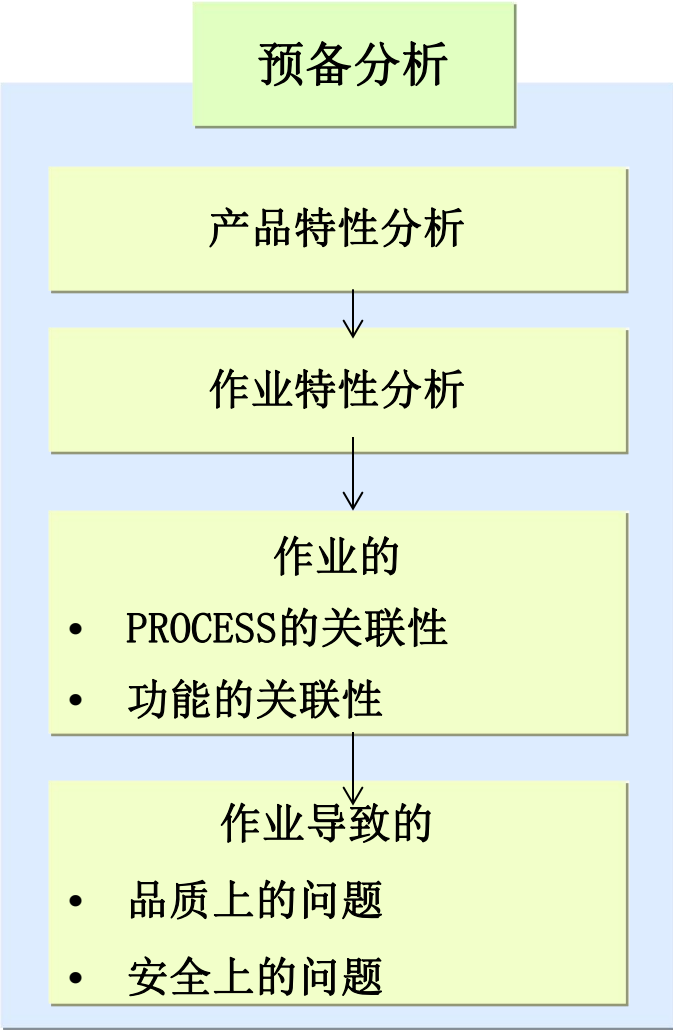 预备分析
产品特性分析
作业特性分析
作业的
• PROCESS的关联性
• 功能的关联性
作业导致的
• 品质上的问题
• 安全上的问题